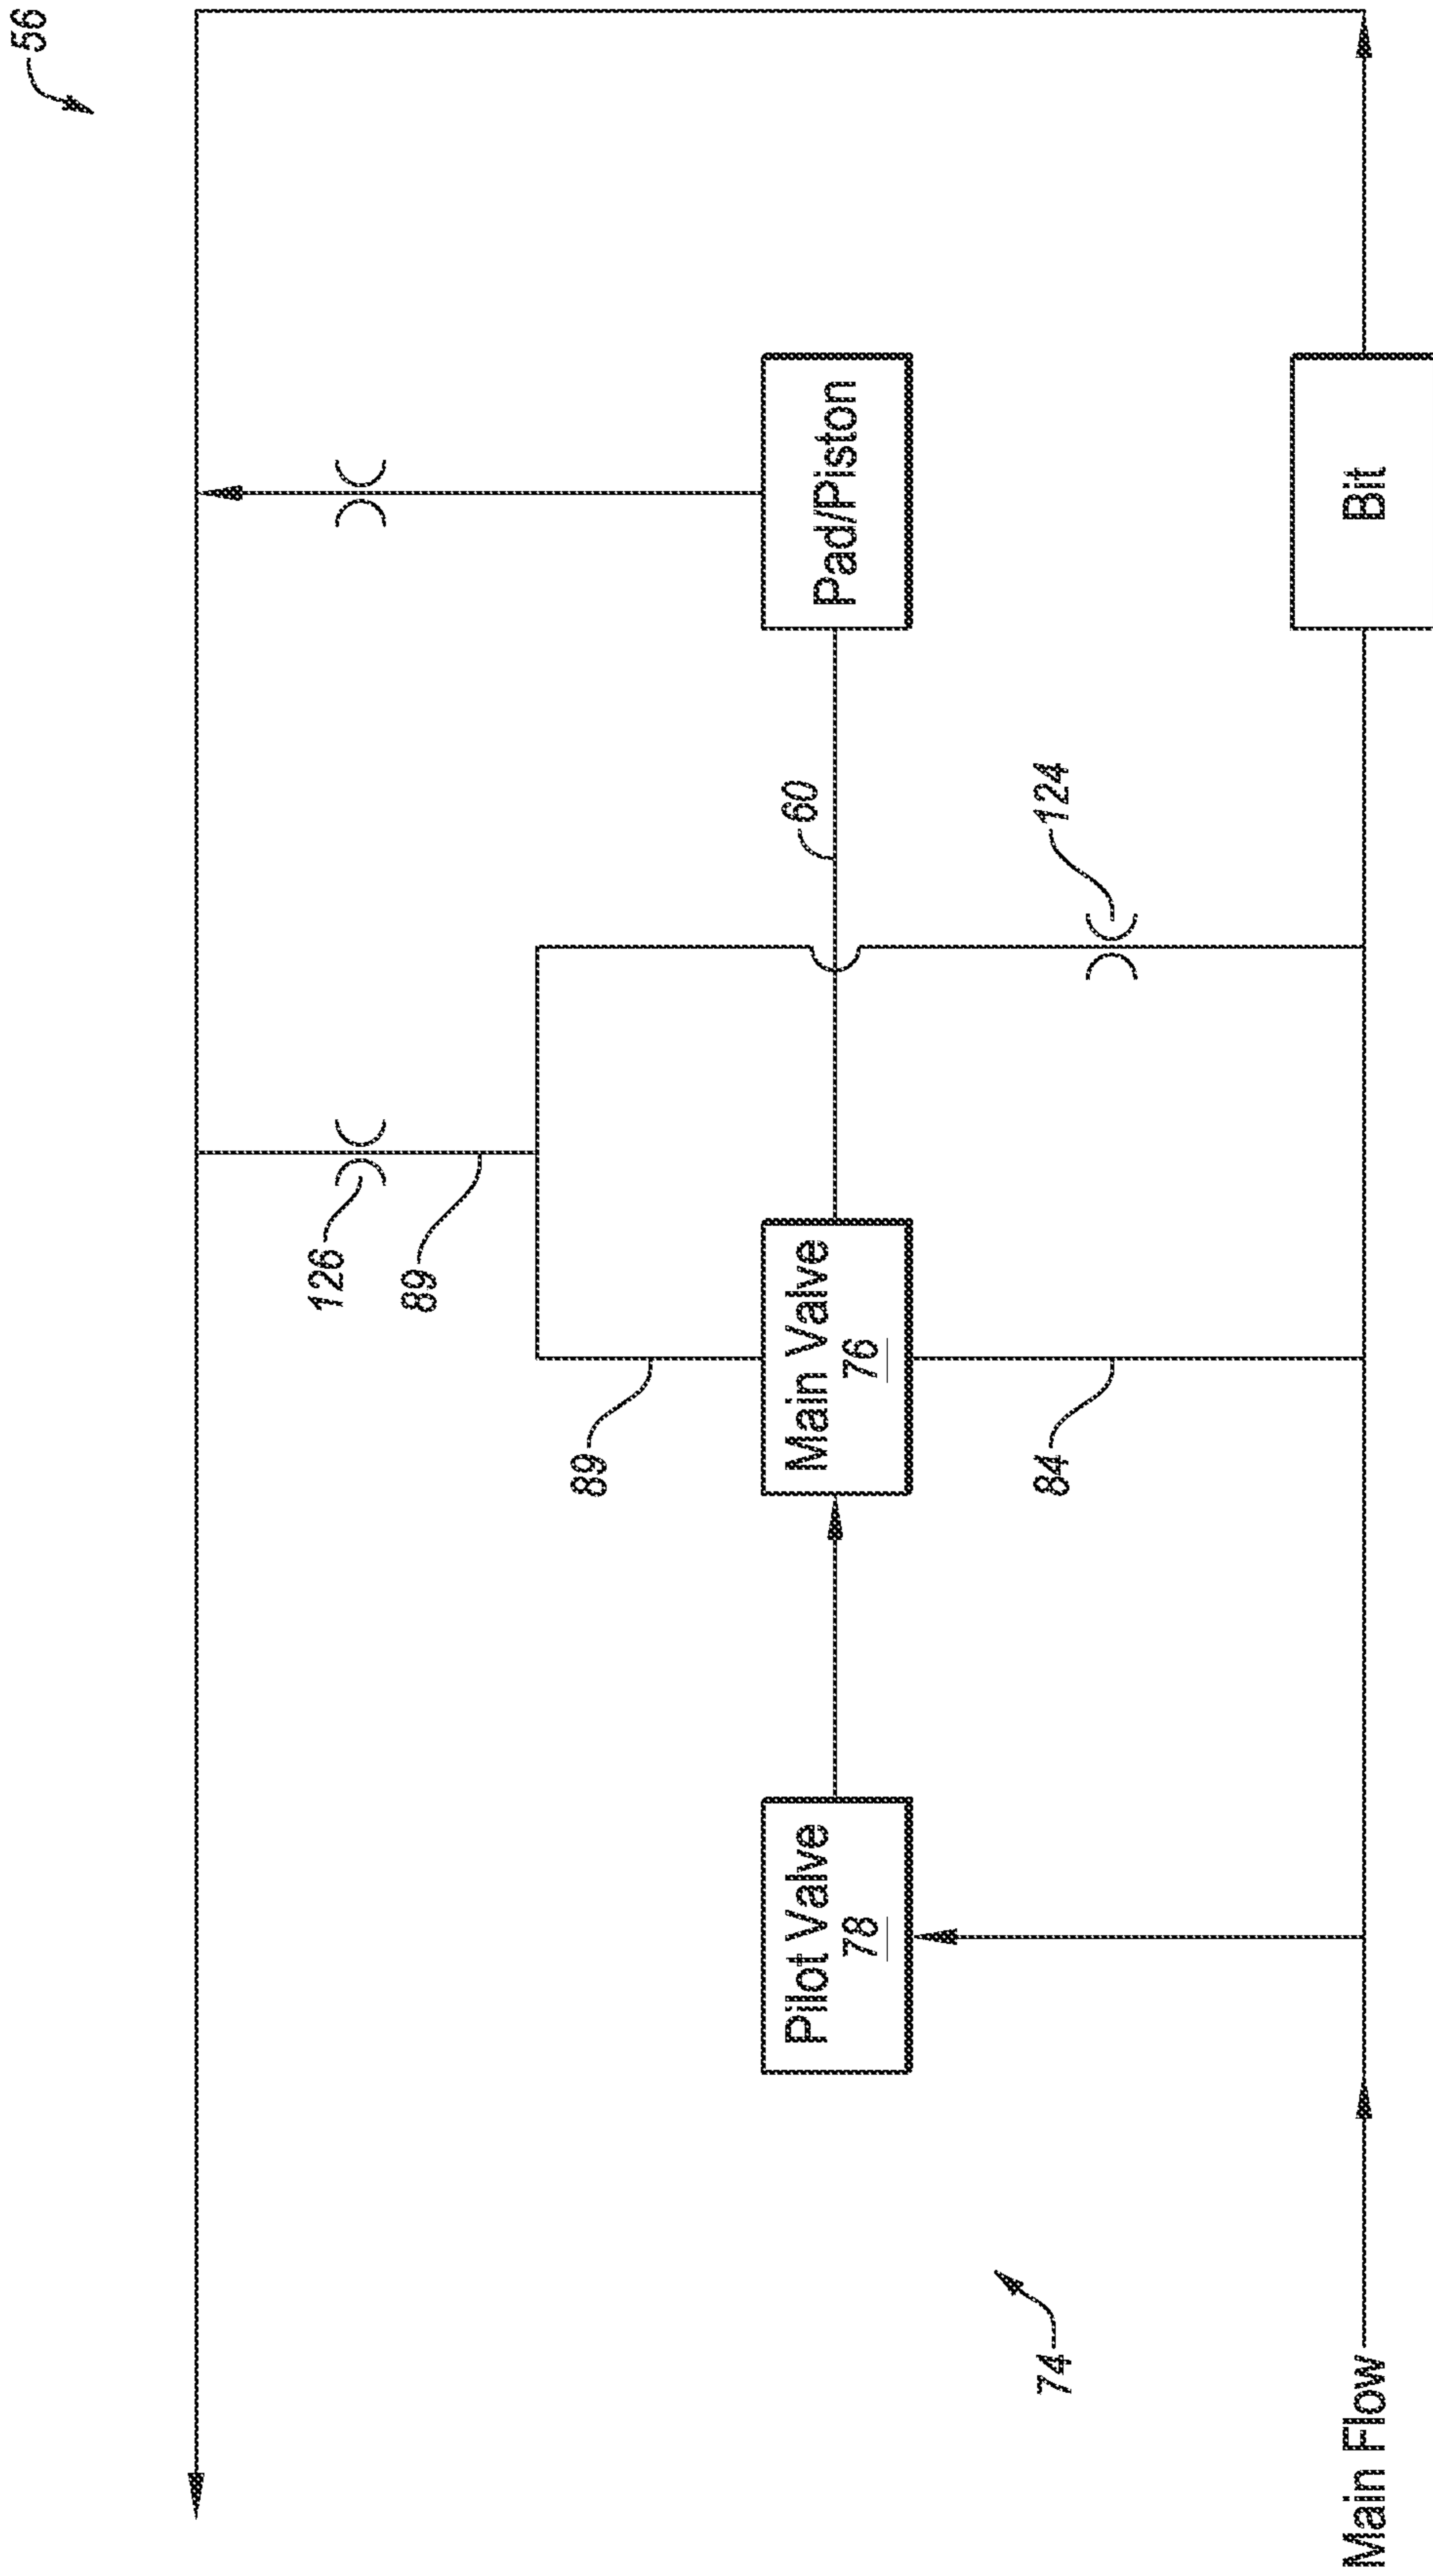 56
Pad/Piston
Bit
60
124
126
89
Main Valve
76
89
84
Pilot Valve
78
74
Main Flow